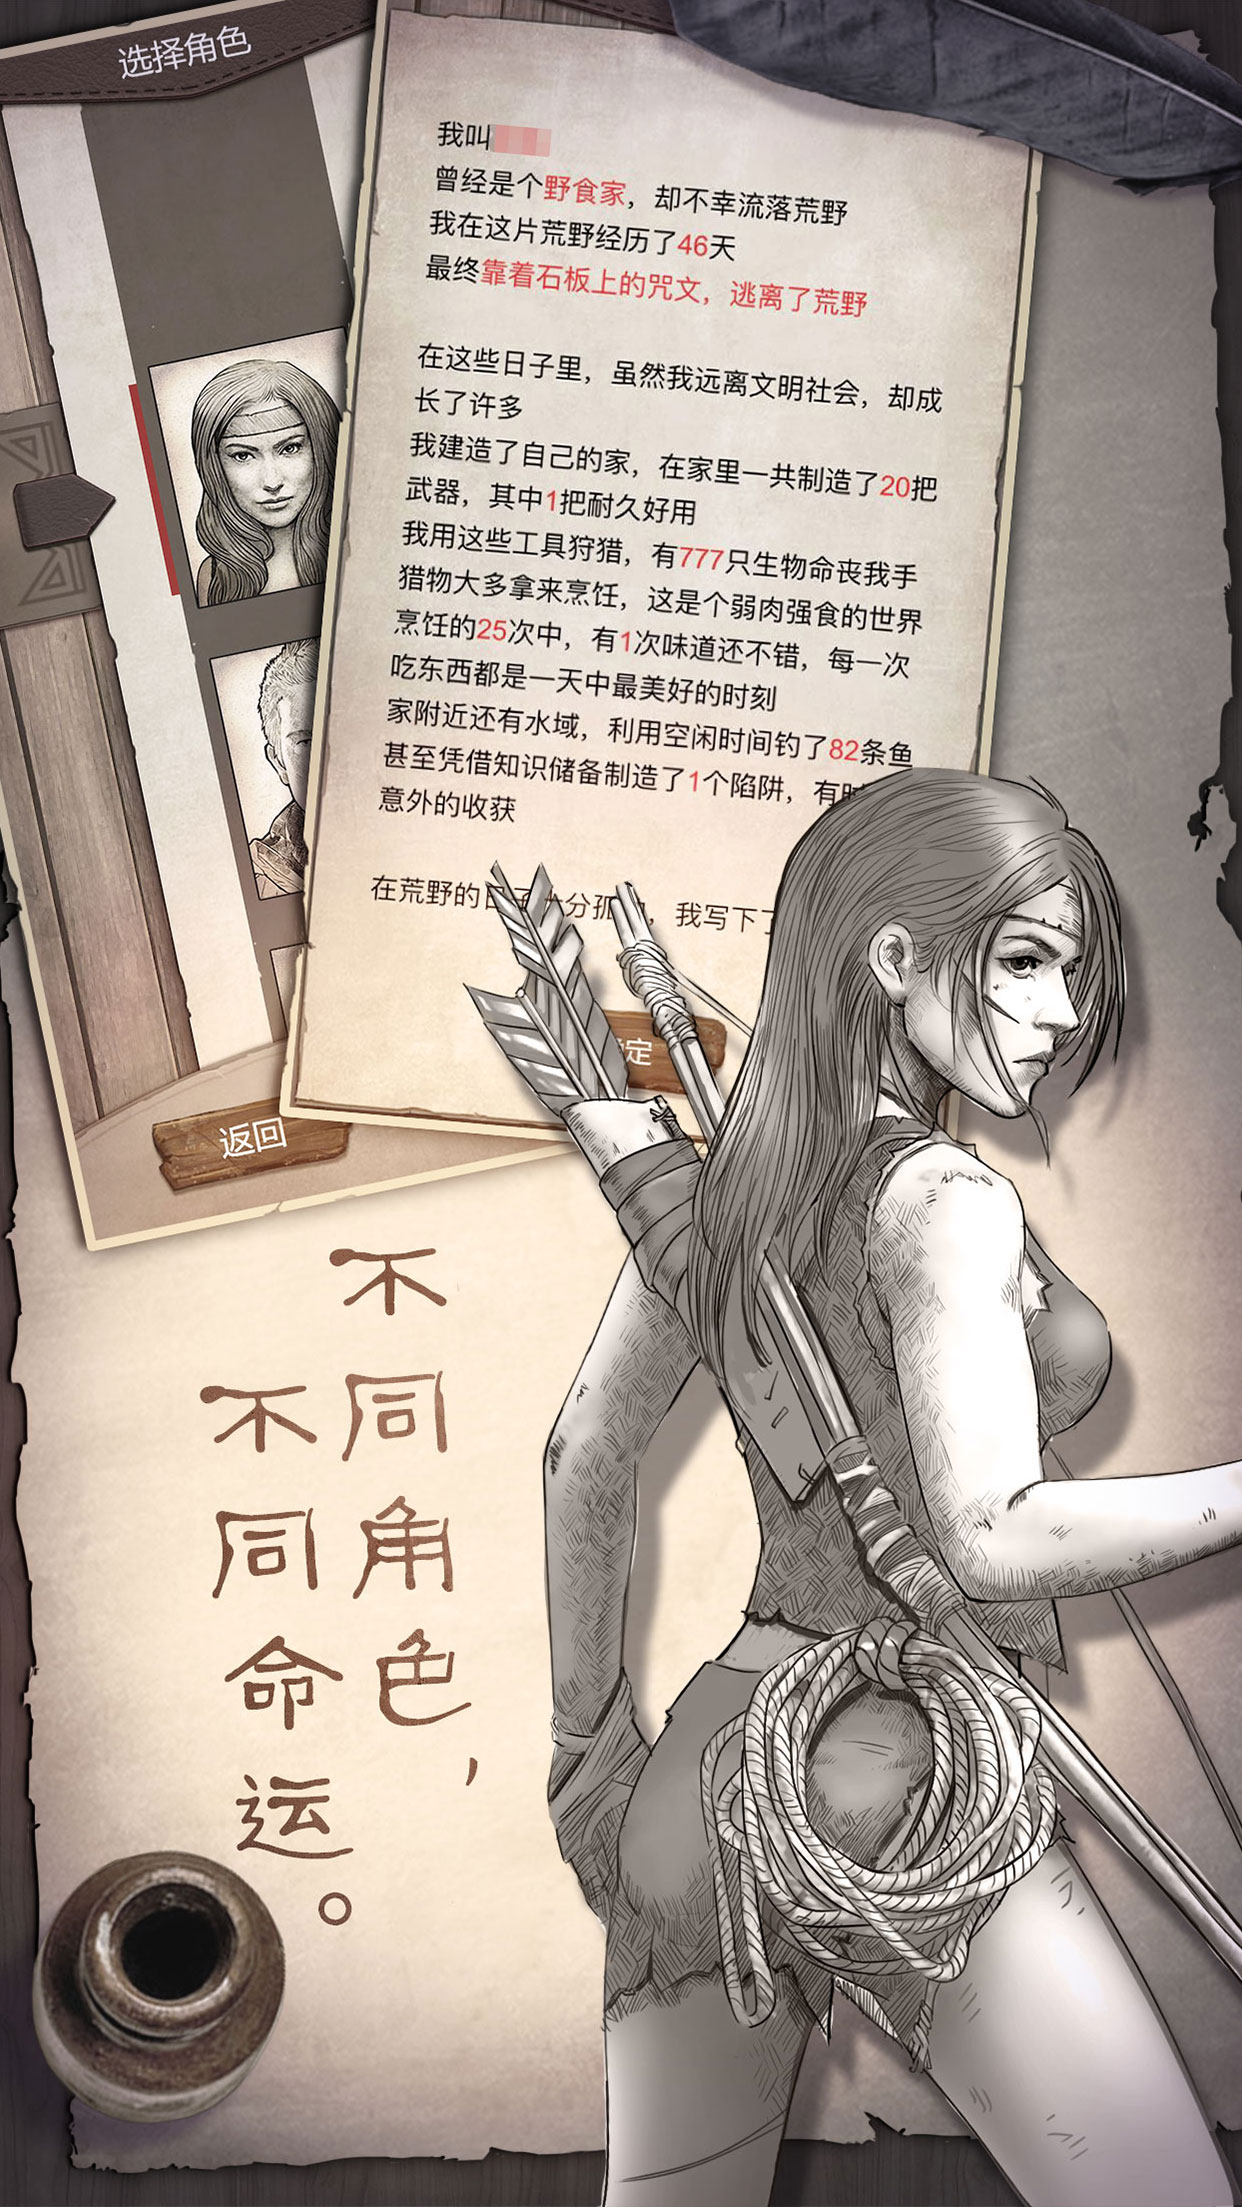 选择角色
我叫
曾经是个野食家，却不幸流落荒野
我在这片荒野经历了46天
最终靠着石板上的咒文，逃离了荒野
在这些日子里，虽然我远离文明社会，却成
长了许多
我建造了自己的家，在家里一共制造了20把
武器，其中1把耐久好用
我用这些工具狩猎，有777只生物命丧我手
猎物大多拿来烹饪，这是个弱肉强食的世界
烹饪的25次中，有1次味道还不错，每一次
吃东西都是一天中最美好的时刻
家附近还有水域，利用空闲时间钓了82条鱼
甚至凭借知识储备制造了1个陷阱，有时
意外的收获
在荒野的日子十分孤，我写下了
定
返回
不同角色，
不同命运。